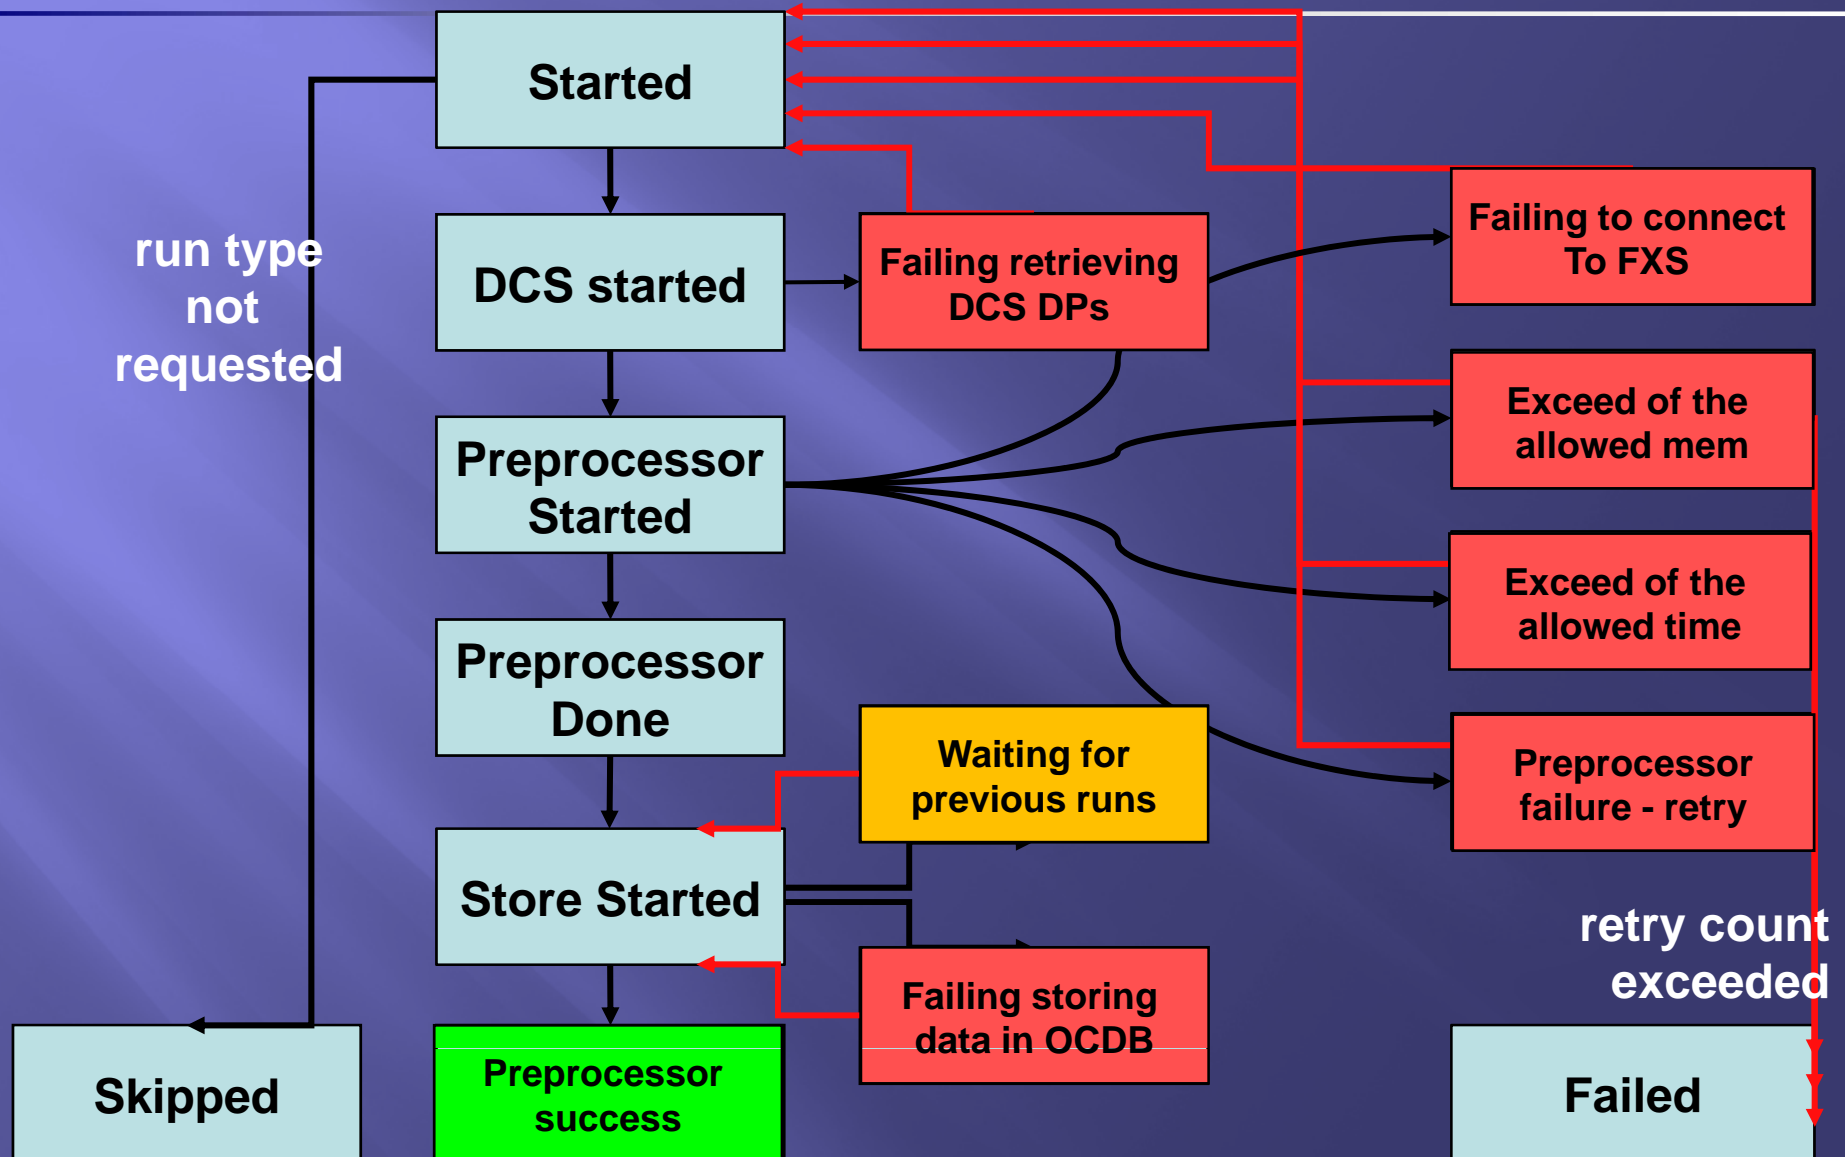 Started
run type
not
requested
DCS started
Failing retrieving
DCS DPs
Failing to connect
To FXS
Preprocessor
Started
Exceed of the
allowed mem
Exceed of the
allowed time
Preprocessor
Done
Waiting for
previous runs
Preprocessor
failure - retry
Store Started
Failing storing
data in OCDB
retry count
exceeded
Skipped
Preprocessor
success
Failed